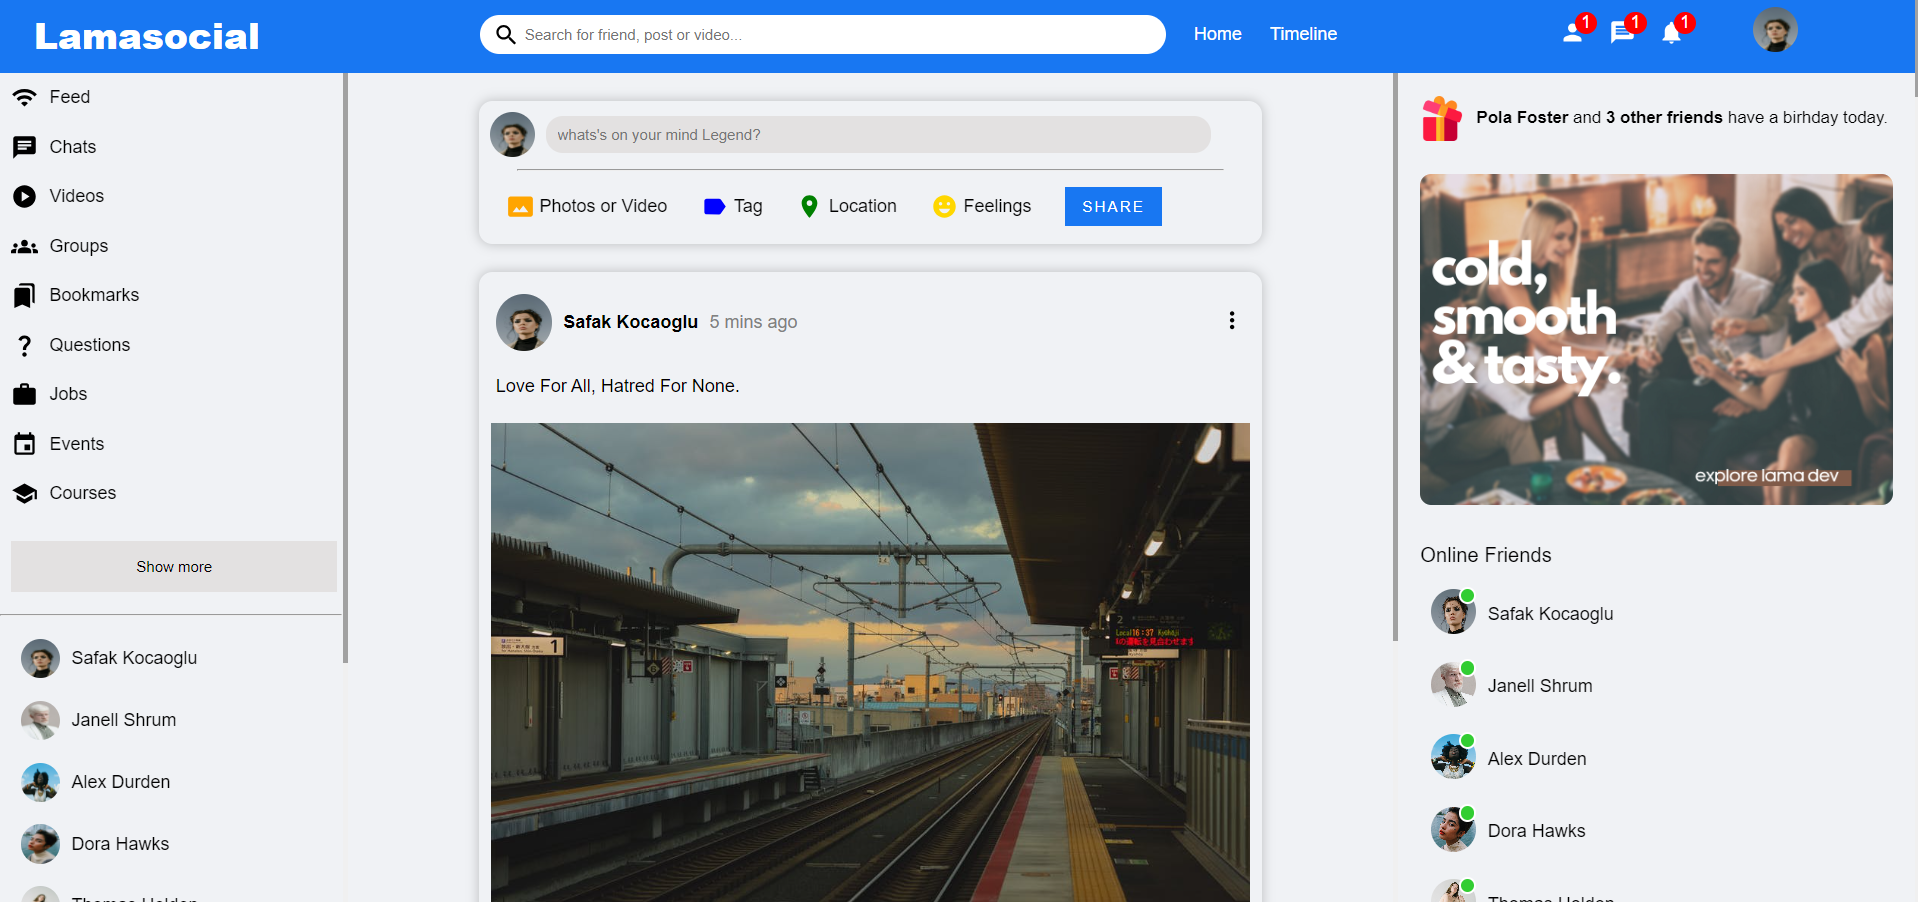 Lamasocial
Search for friend, post or video...
Home
Timeline
1
1
1
Feed
Chats
Videos
Groups
Bookmarks
Questions
Jobs
Events
Courses
Show more
Safak Kocaoglu
Janell Shrum
Alex Durden
Dora Hawks
whats's on your mind Legend?
Photos or Video
Tag
Location
Feelings
SHARE
Safak Kocaoglu 5 mins ago
Love For All, Hatred For None.
1
2
Local 16:37
Pola Foster and 3 other friends have a birhday today.
cold,
smooth
& tasty.
explore lama dev
Online Friends
Safak Kocaoglu
Janell Shrum
Alex Durden
Dora Hawks